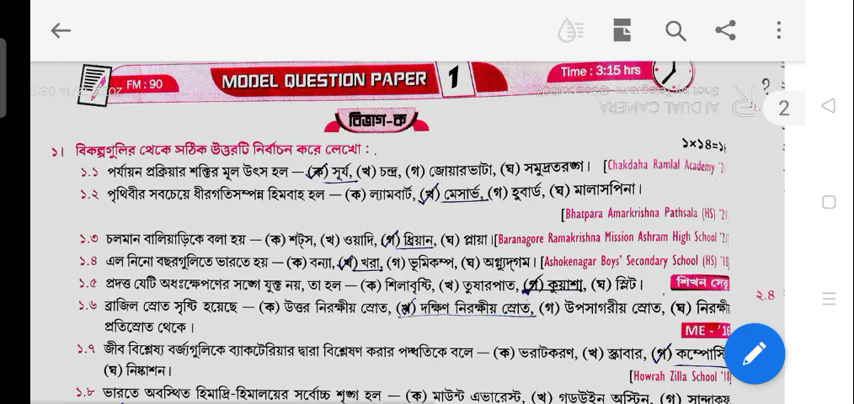 FM : 90
MODEL QUESTION PAPER 1
Time : 3:15 hrs
?
2
বিভাগ-ক
১। বিকল্পগুলির থেকে সঠিক উত্তরটি নির্বাচন করে লেখো :
১×১৪=১
১.১ পর্যায়ন প্রক্রিয়ার শক্তির মূল উৎস হল — (ক) সূর্য, (খ) চন্দ্র, (গ) জোয়ারভাটা, (ঘ) সমুদ্রতরঙ্গ। [Chakdaha Ramlal Academy '2
১.২ পৃথিবীর সবচেয়ে ধীরগতিসম্পন্ন হিমবাহ হল — (ক) ল্যামবার্ট, (খ) মেসার্ভ, (গ) হুবার্ড, (ঘ) মালাসপিনা।
[Bhatpara Amarkrishna Pathsala (HS) '2
১.৩ চলমান বালিয়াড়িকে বলা হয় — (ক) শট্‌স, (খ) ওয়াদি, (গ) থ্রিয়ান, (ঘ) প্লায়া। [Baranagore Ramakrishna Mission Ashram High School '2
১.৪ এল নিনো বছরগুলিতে ভারতে হয় — (ক) বন্যা, (খ) খরা, (গ) ভূমিকম্প, (ঘ) অগ্ন্যুদ্‌গম। [Ashokenagar Boys' Secondary School (HS) '18
১.৫ প্রদত্ত যেটি অধঃক্ষেপণের সঙ্গে যুক্ত নয়, তা হল — (ক) শিলাবৃষ্টি, (খ) তুষারপাত, (গ) কুয়াশা, (ঘ) স্লিট। শিখন সেতু
২.৪
১.৬ ব্রাজিল স্রোত সৃষ্টি হয়েছে — (ক) উত্তর নিরক্ষীয় স্রোত, (খ) দক্ষিণ নিরক্ষীয় স্রোত, (গ) উপসাগরীয় স্রোত, (ঘ) নিরক্ষী
প্রতিস্রোত থেকে।
ME - '1
১.৭ জীব বিশ্লেষ্য বর্জ্যগুলিকে ব্যাকটেরিয়ার দ্বারা বিশ্লেষণ করার পদ্ধতিকে বলে — (ক) ভরাটকরণ, (খ) স্ক্রাবার, (গ) কম্পোস্টি
(ঘ) নিষ্কাশন।
[Howrah Zilla School '1
১.৮ ভারতে অবস্থিত হিমাদ্রি-হিমালয়ের সর্বোচ্চ শৃঙ্গ হল — (ক) মাউন্ট এভারেস্ট, (খ) গডউইন অস্টিন, (গ) সান্দাকফু